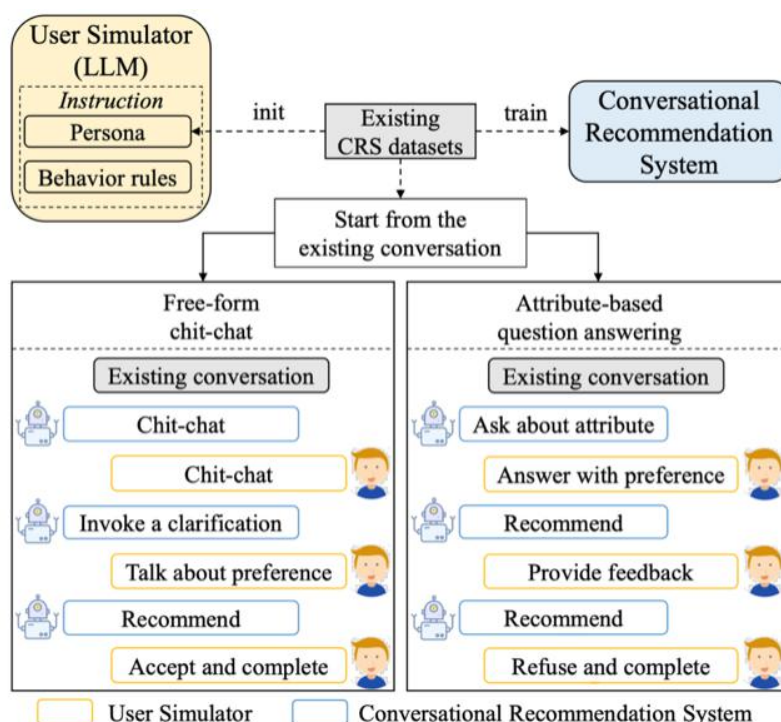 User Simulator
(LLM)
Instruction
Persona
Behavior rules
init
Existing
CRS datasets
train
Conversational
Recommendation
System
Start from the
existing conversation
Free-form
chit-chat
Existing conversation
Chit-chat
Chit-chat
Invoke a clarification
Talk about preference
Recommend
Accept and complete
Attribute-based
question answering
Existing conversation
Ask about attribute
Answer with preference
Recommend
Provide feedback
Recommend
Refuse and complete
User Simulator
Conversational Recommendation System